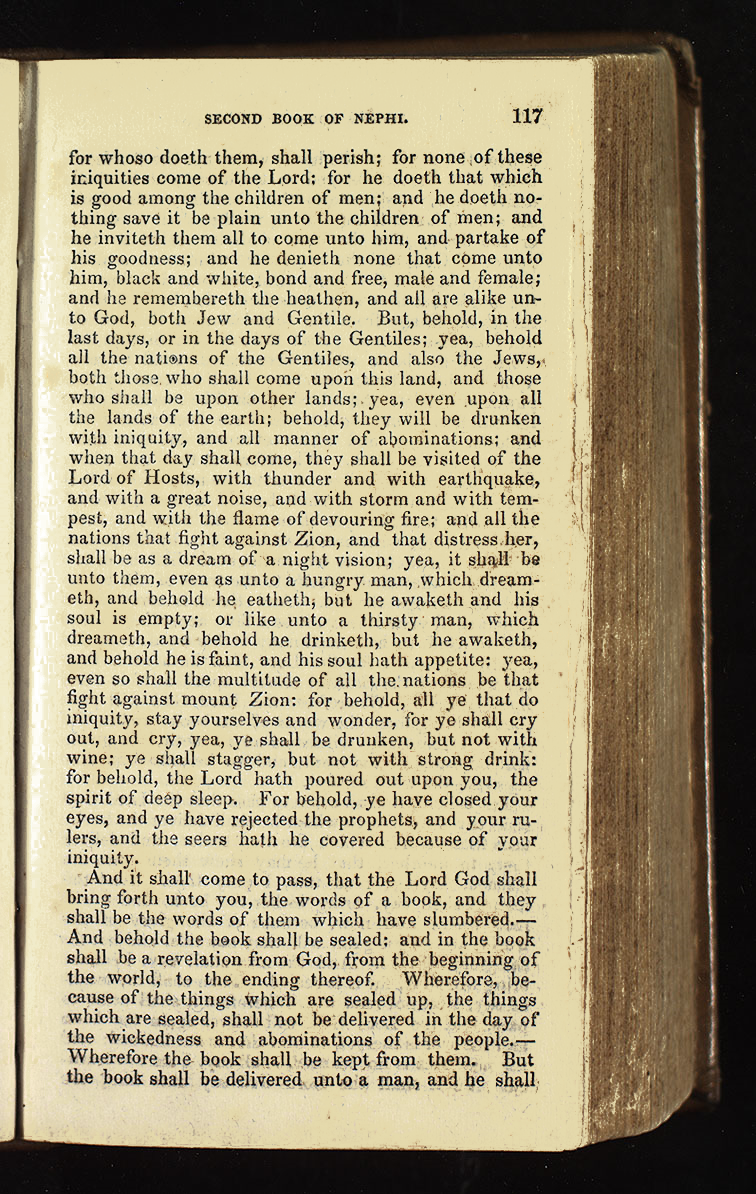 SECOND BOOK OF NEPHI. 117
for whoso doeth them, shall perish; for none of these
iniquities come of the Lord: for he doeth that which
is good among the children of men; and he doeth no-
thing save it be plain unto the children of men; and
he inviteth them all to come unto him, and partake of
his goodness; and he denieth none that come unto
him, black and white, bond and free, male and female;
and he remembereth the heathen, and all are alike un-
to God, both Jew and Gentile. But, behold, in the
last days, or in the days of the Gentiles; yea, behold
all the nations of the Gentiles, and also the Jews,
both those who shall come upon this land, and those
who shall be upon other lands; yea, even upon all
the lands of the earth; behold, they will be drunken
with iniquity, and all manner of abominations; and
when that day shall come, they shall be visited of the
Lord of Hosts, with thunder and with earthquake,
and with a great noise, and with storm and with tem-
pest, and with the flame of devouring fire; and all the
nations that fight against Zion, and that distress her,
shall be as a dream of a night vision; yea, it shall be
unto them, even as unto a hungry man, which dream-
eth, and behold he eatheth, but he awaketh and his
soul is empty; or like unto a thirsty man, which
dreameth, and behold he drinketh, but he awaketh,
and behold he is faint, and his soul hath appetite: yea,
even so shall the multitude of all the nations be that
fight against mount Zion: for behold, all ye that do
iniquity, stay yourselves and wonder, for ye shall cry
out, and cry, yea, ye shall be drunken, but not with
wine; ye shall stagger, but not with strong drink:
for behold, the Lord hath poured out upon you, the
spirit of deep sleep. For behold, ye have closed your
eyes, and ye have rejected the prophets, and your ru-
lers, and the seers hath he covered because of your
iniquity.
And it shall come to pass, that the Lord God shall
bring forth unto you, the words of a book, and they
shall be the words of them which have slumbered.—
And behold the book shall be sealed: and in the book
shall be a revelation from God, from the beginning of
the world, to the ending thereof. Wherefore, be-
cause of the things which are sealed up, the things
which are sealed, shall not be delivered in the day of
the wickedness and abominations of the people.—
Wherefore the book shall be kept from them. But
the book shall be delivered unto a man, and he shall